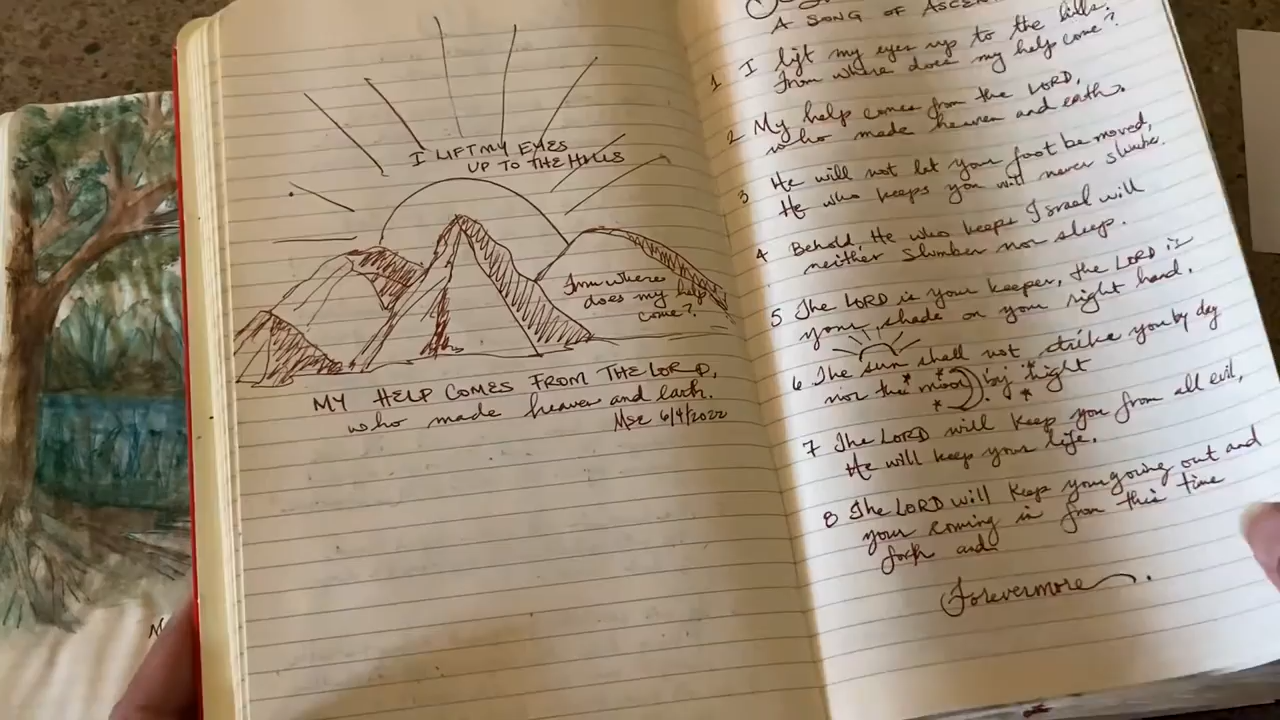 I LIFT MY EYES
UP TO THE HILLS
From where
does my help
come?
MY HELP COMES FROM THE LORD,
who made heaven and earth.
6/9/2022
A SONG OF
1 I lift my eyes up to the hills.
From where does my help come?
2 My help comes from the LORD,
who made heaven and earth.
3 He will not let your foot be moved,
He who keeps you will never slumber.
4 Behold, He who keeps Israel will
neither slumber nor sleep.
5 The LORD is your keeper, the LORD is
your shade on your right hand.
6 The sun shall not strike you by day
nor the moon by night
7 The LORD will keep you from all evil,
He will keep your life.
8 The LORD will keep your going out and
your coming in from this time
forth and
Forevermore.